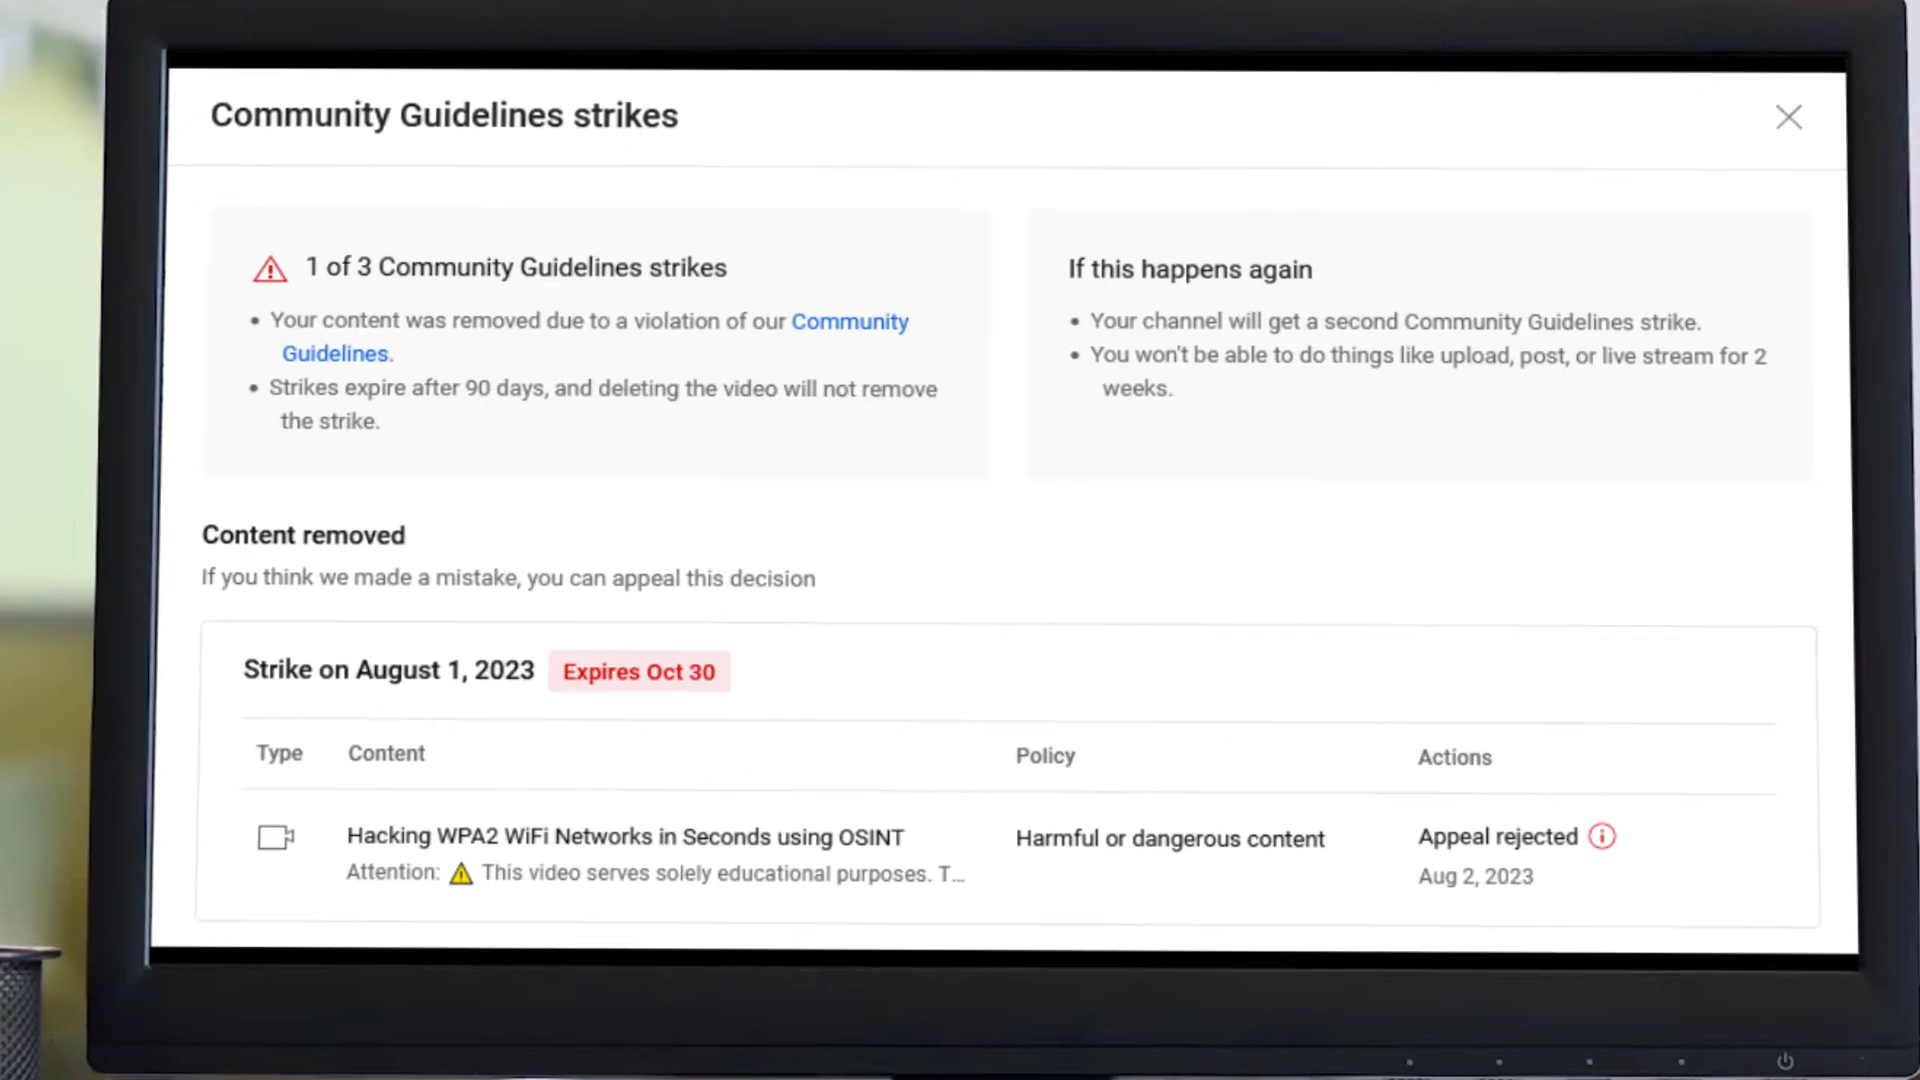 Community Guidelines strikes
1 of 3 Community Guidelines strikes
• Your content was removed due to a violation of our Community
Guidelines.
• Strikes expire after 90 days, and deleting the video will not remove
the strike.
If this happens again
• Your channel will get a second Community Guidelines strike.
• You won't be able to do things like upload, post, or live stream for 2
weeks.
Content removed
If you think we made a mistake, you can appeal this decision
Strike on August 1, 2023 Expires Oct 30
Type Content Policy Actions
Hacking WPA2 WiFi Networks in Seconds using OSINT Harmful or dangerous content Appeal rejected
Attention: ⚠ This video serves solely educational purposes. T... Aug 2, 2023